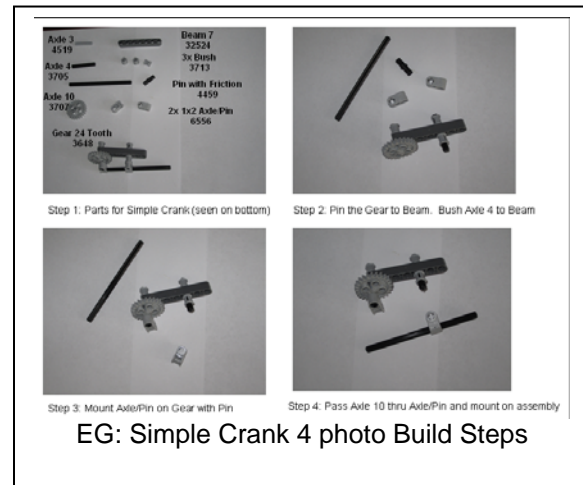 Axle 3
4519
Beam 7
32524
3x Bush
3713
Axle 4
3705
Pin with Friction
4459
Axle 10
3707
2x 1x2 Axle/Pin
6556
Gear 24 Tooth
3648
Step 1: Parts for Simple Crank (seen on bottom)
Step 2: Pin the Gear to Beam. Bush Axle 4 to Beam
Step 3: Mount Axle/Pin on Gear with Pin
Step 4: Pass Axle 10 thru Axle/Pin and mount on assembly
EG: Simple Crank 4 photo Build Steps